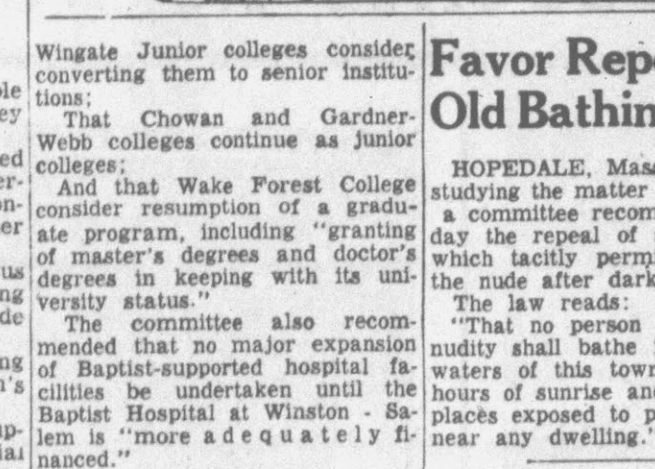 Wingate Junior colleges consider
converting them to senior institu-
tions;
That Chowan and Gardner-
Webb colleges continue as junior
colleges;
And that Wake Forest College
consider resumption of a gradu-
ate program, including "granting
of master's degrees and doctor's
degrees in keeping with its uni-
versity status."
The committee also recom-
mended that no major expansion
of Baptist-supported hospital fa-
cilities be undertaken until the
Baptist Hospital at Winston - Sa-
lem is "more adequately fi-
nanced."
Favor Rep
Old Bathin
HOPEDALE, Mass
studying the matter
a committee recom
day the repeal of
which tacitly permi
the nude after dark
The law reads:
"That no person
nudity shall bathe
waters of this town
hours of sunrise and
places exposed to p
near any dwelling."